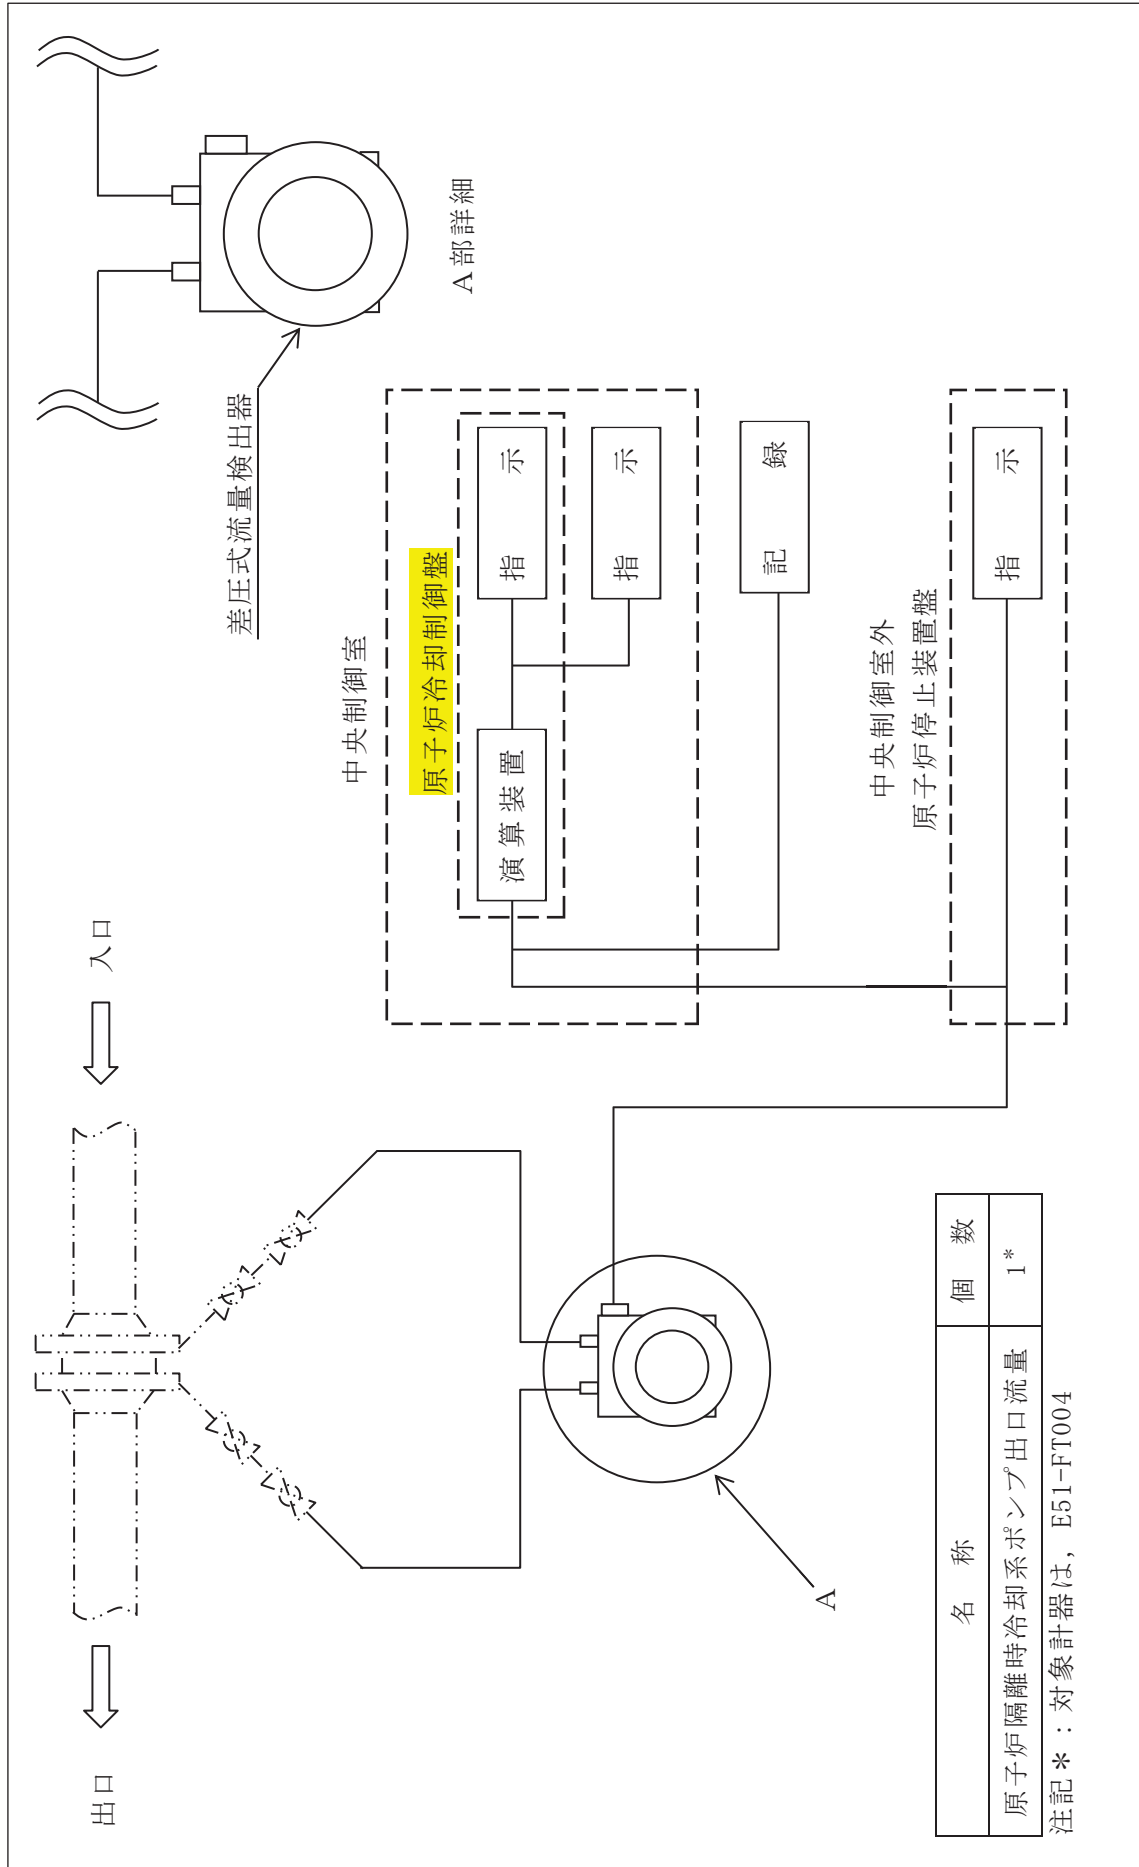 出口
入口
A
差圧式流量検出器
A部詳細
中央制御室
原子炉冷却制御盤
演算装置
指示
指示
記録
中央制御室外
原子炉停止装置盤
指示
名称 個数
原子炉隔離時冷却系ポンプ出口流量 1*
注記*：対象計器は，E51-FT004